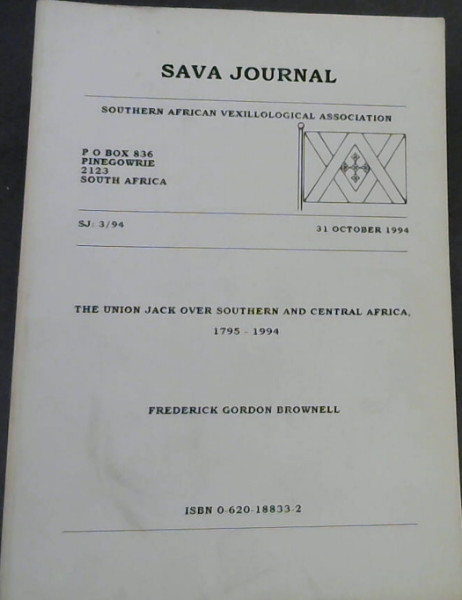 SAVA JOURNAL
SOUTHERN AFRICAN VEXILLOLOGICAL ASSOCIATION
P O BOX 836
PINEGOWRIE
2123
SOUTH AFRICA
SJ: 3/94
31 OCTOBER 1994
THE UNION JACK OVER SOUTHERN AND CENTRAL AFRICA,
1795 - 1994
FREDERICK GORDON BROWNELL
ISBN 0-620-18833-2